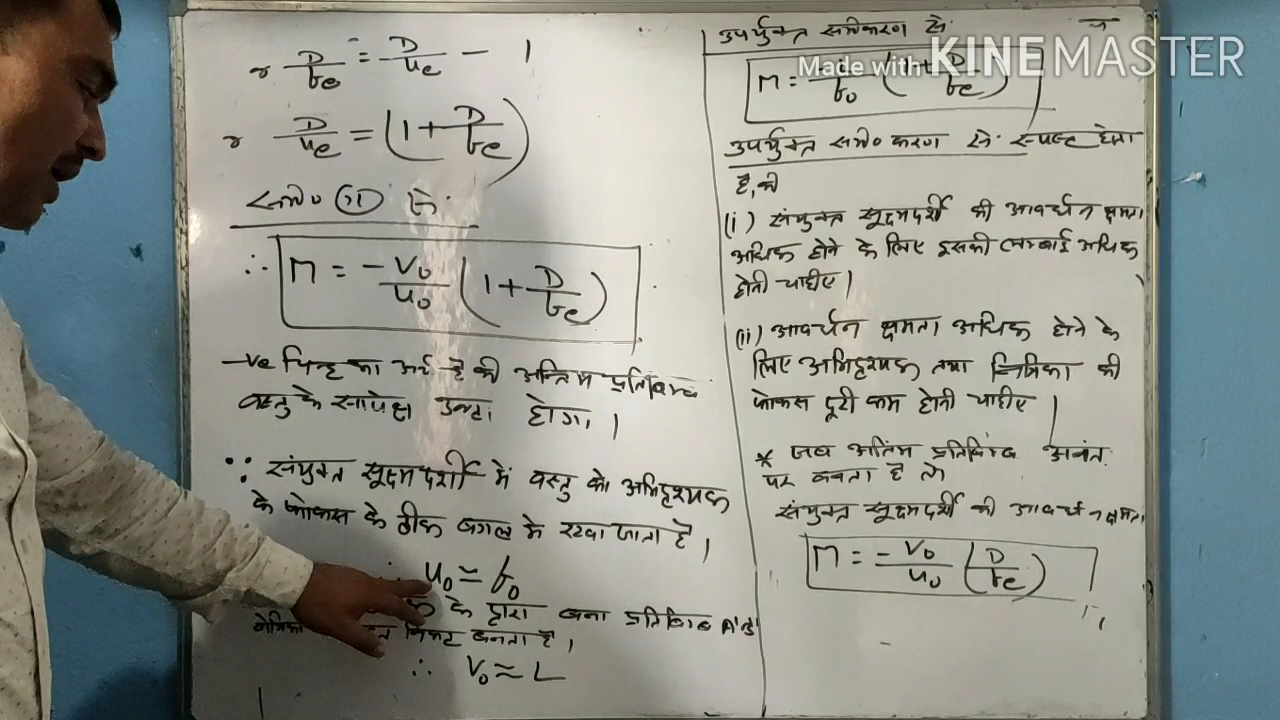 D/fe = D/ue - 1
D/ue = (1 + D/fe)
समी० से
∴ M = -v₀/u₀ (1 + D/fe)
-ve चिन्ह का अर्थ है की अन्तिम प्रतिबिम्ब
वस्तु के सापेक्ष उल्टा होगा।
∵ संयुक्त सूक्ष्मदर्शी में वस्तु को अभिदृश्यक
के फोकस के ठीक बगल मे रखा जाता है।
∴ u₀ ≈ f₀
के द्वारा बना प्रतिबिंब
निकट बनता है।
∴ v₀ ≈ L
उपर्युक्त समीकरण से
Made with KINEMASTER
M = -L/f₀ (1 + D/fe)
उपर्युक्त समी० करण से स्पष्ट होता
है, की
(i) संयुक्त सूक्ष्मदर्शी की आवर्धन क्षमता
अधिक होने के लिए इसकी लम्बाई अधिक
होनी चाहीए।
(ii) आवर्धन क्षमता अधिक होने के
लिए अभिदृश्यक तथा नेत्रिका की
फोकस दूरी कम होनी चाहीए।
* जब अंतिम प्रतिबिंब अनंत
पर बनता है तो
संयुक्त सूक्ष्मदर्शी की आवर्धन क्षमता
M = -v₀/u₀ (D/fe)